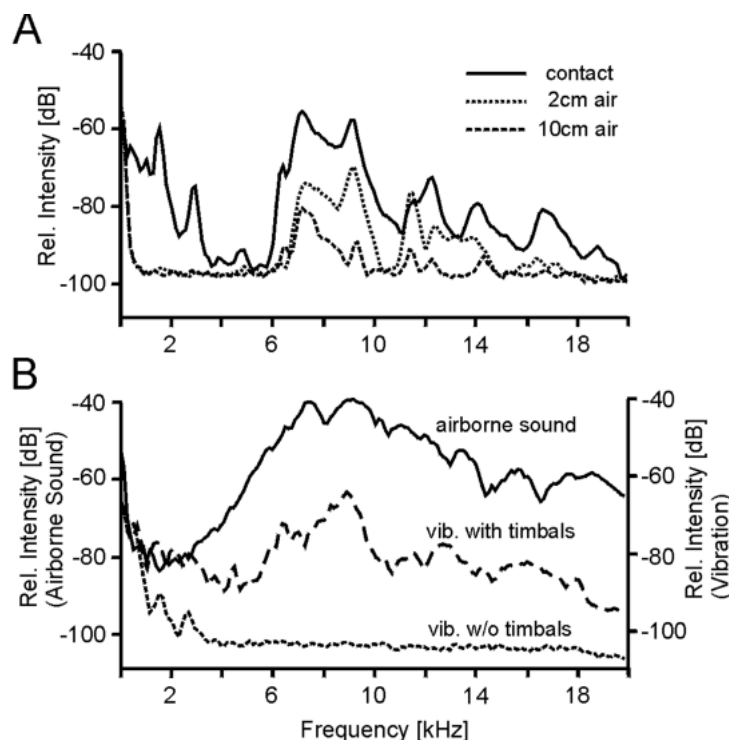 A
-40
-60
-80
-100
Rel. Intensity [dB]
contact
2cm air
10cm air
2 6 10 14 18
B
-40
-60
-80
-100
Rel. Intensity [dB]
(Airborne Sound)
airborne sound
vib. with timbals
vib. w/o timbals
-40
-60
-80
-100
Rel. Intensity [dB]
(Vibration)
2 6 10 14 18
Frequency [kHz]